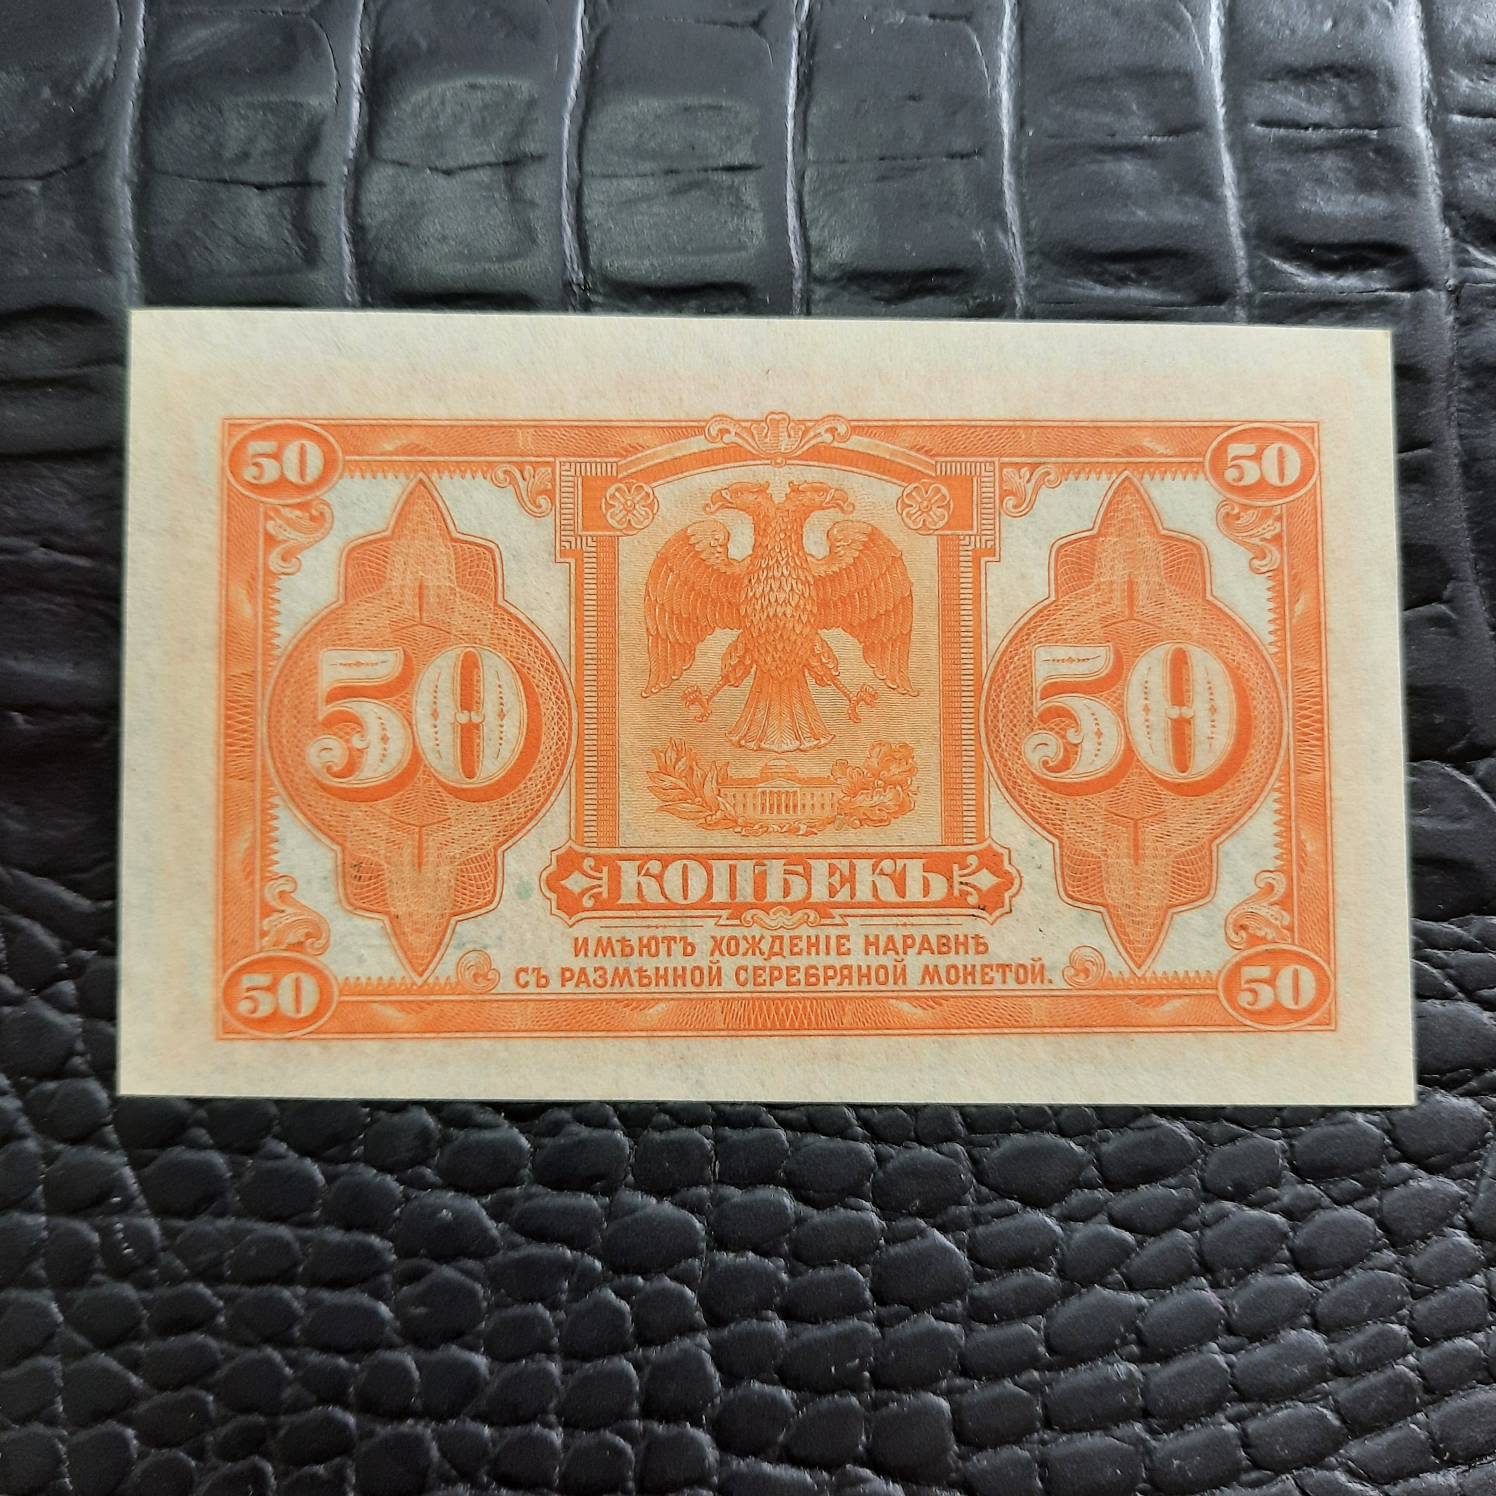 50 50
50 50
КОПѢЕКЪ
ИМѢЮТЪ ХОЖДЕНІЕ НАРАВНѢ
СЪ РАЗМѢННОЙ СЕРЕБРЯНОЙ МОНЕТОЙ.
50 50